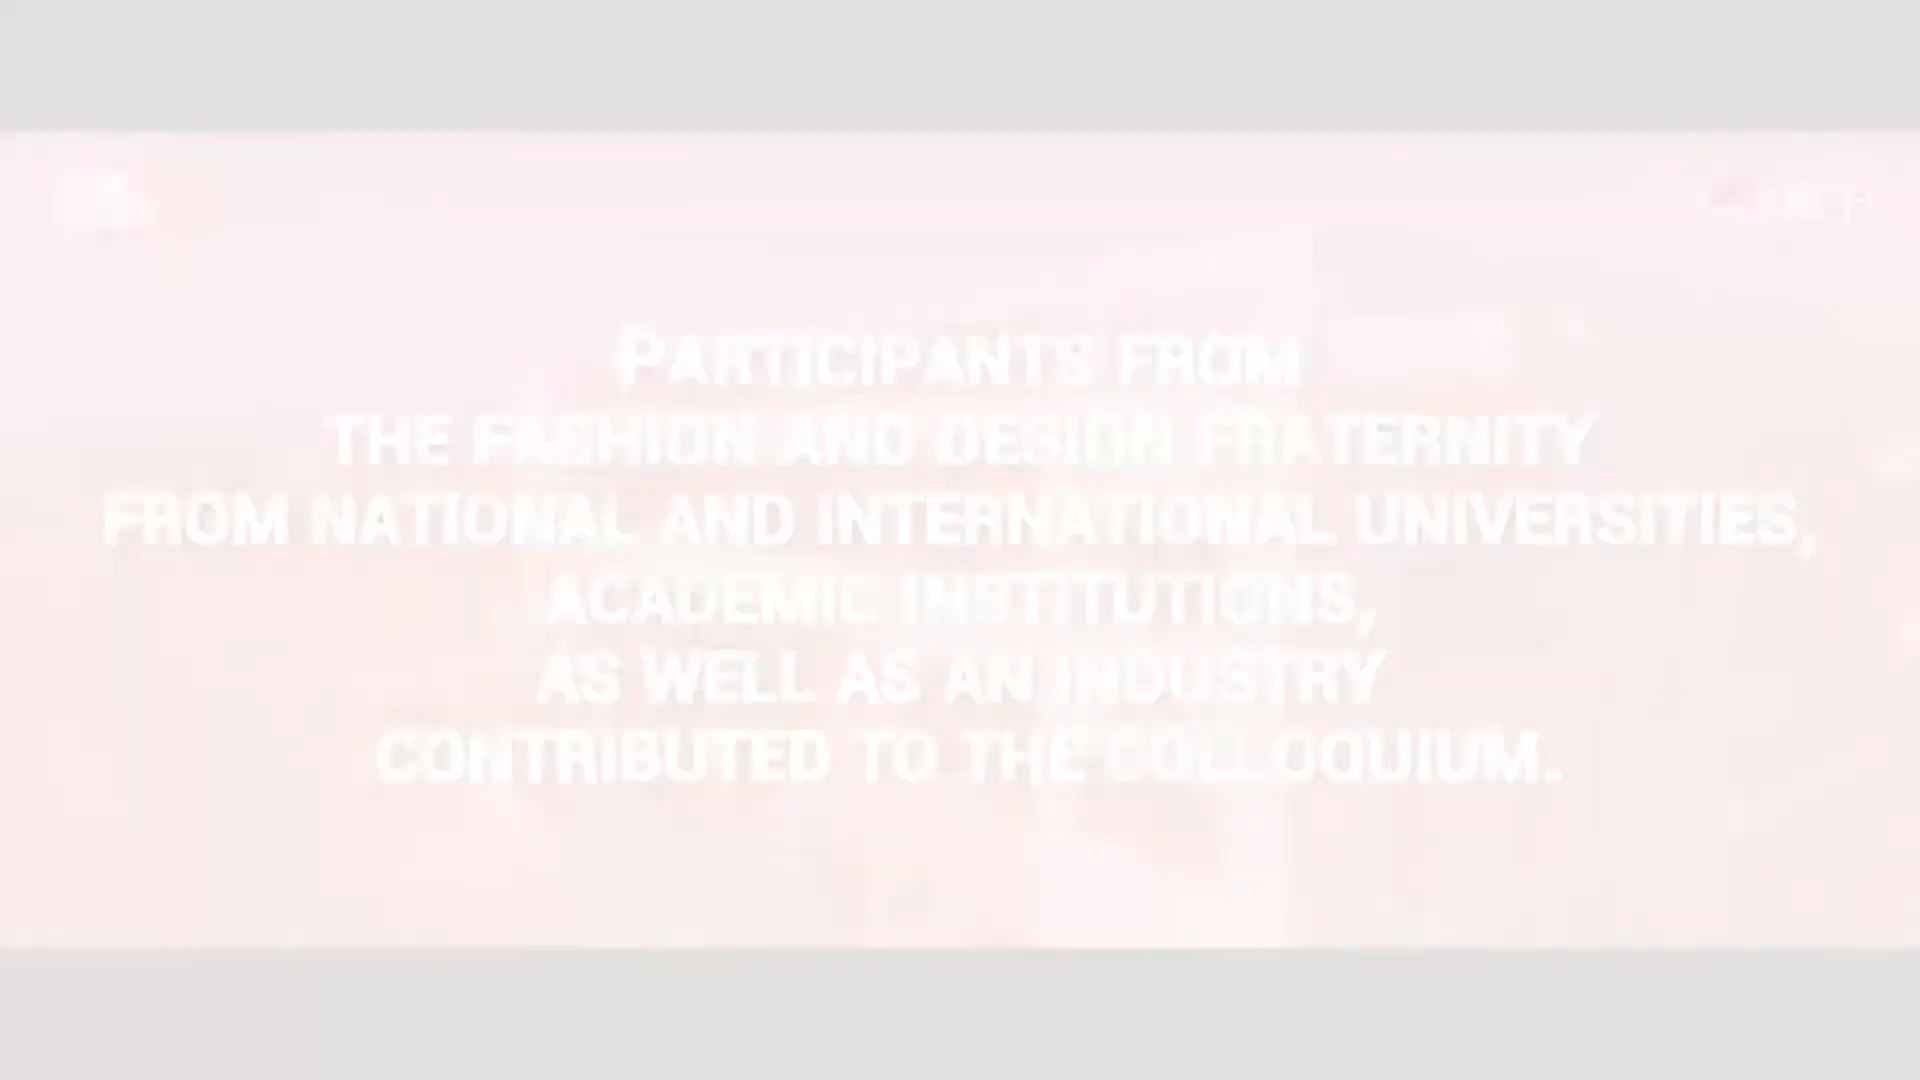 PARTICIPANTS FROM
THE FASHION AND DESIGN FRATERNITY
FROM NATIONAL AND INTERNATIONAL UNIVERSITIES,
ACADEMIC INSTITUTIONS,
AS WELL AS AN INDUSTRY
CONTRIBUTED TO THE COLLOQUIUM.